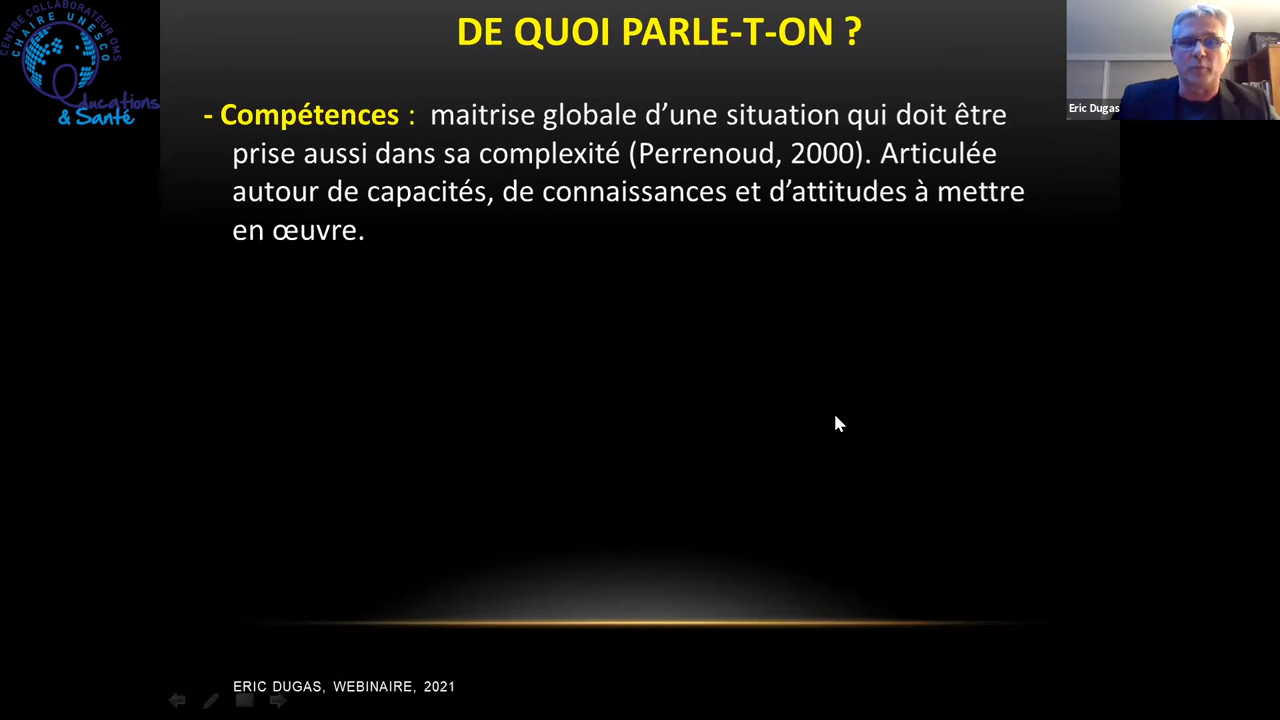 CENTRE COLLABORATEUR OMS
CHAIRE UNESCO
Educations
& Santé
DE QUOI PARLE-T-ON ?
Eric Dugas
- Compétences : maitrise globale d’une situation qui doit être
prise aussi dans sa complexité (Perrenoud, 2000). Articulée
autour de capacités, de connaissances et d’attitudes à mettre
en œuvre.
ERIC DUGAS, WEBINAIRE, 2021